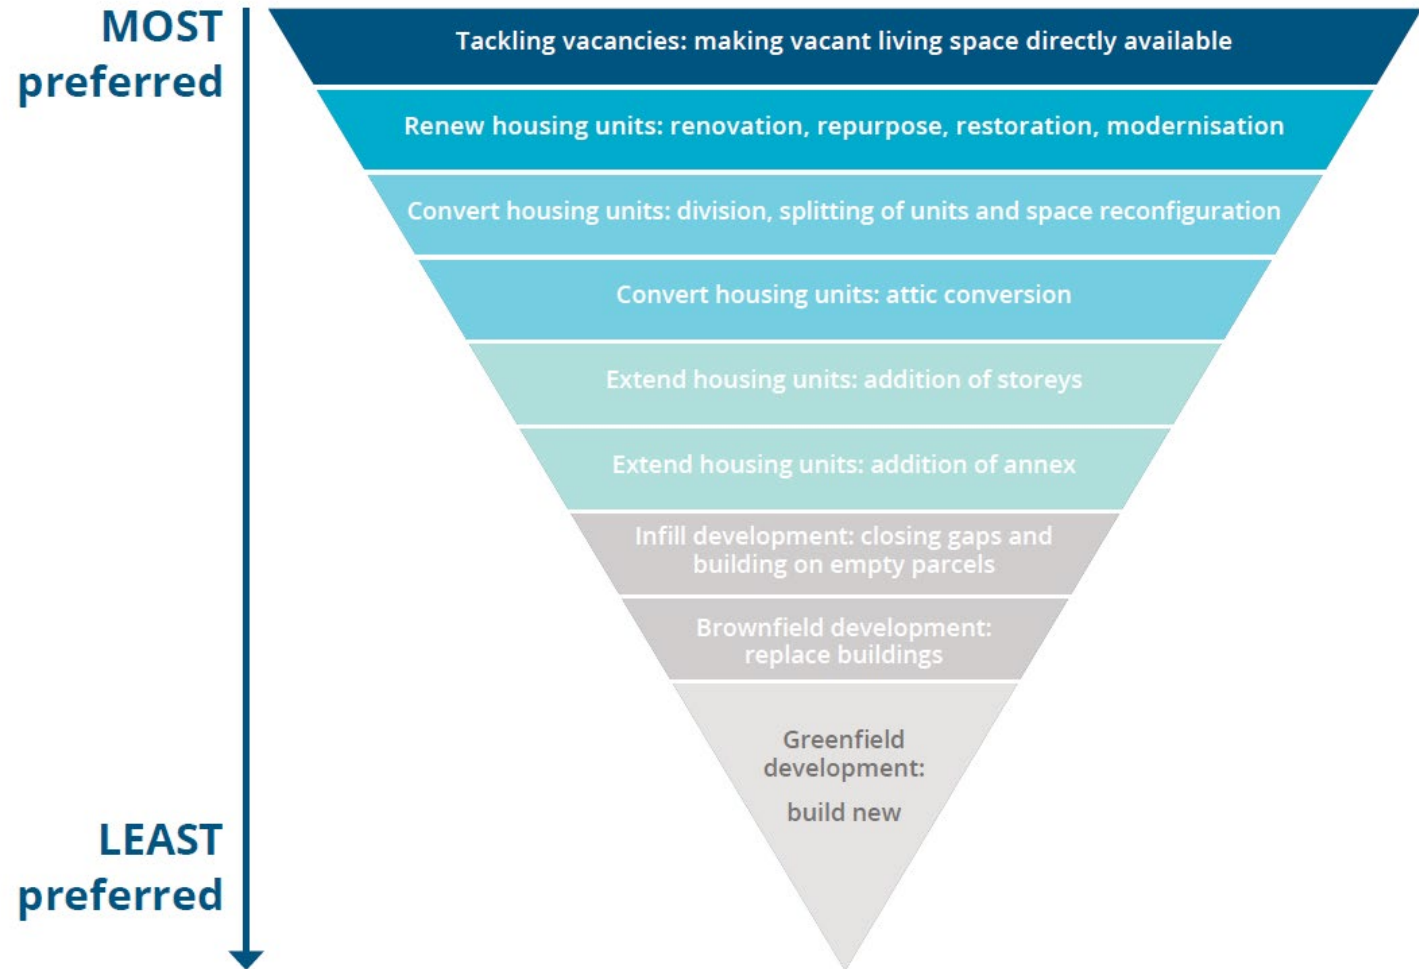 MOST
preferred
Tackling vacancies: making vacant living space directly available
Renew housing units: renovation, repurpose, restoration, modernisation
Convert housing units: division, splitting of units and space reconfiguration
Convert housing units: attic conversion
Extend housing units: addition of storeys
Extend housing units: addition of annex
Infill development: closing gaps and
building on empty parcels
Brownfield development:
replace buildings
Greenfield
development:
build new
LEAST
preferred